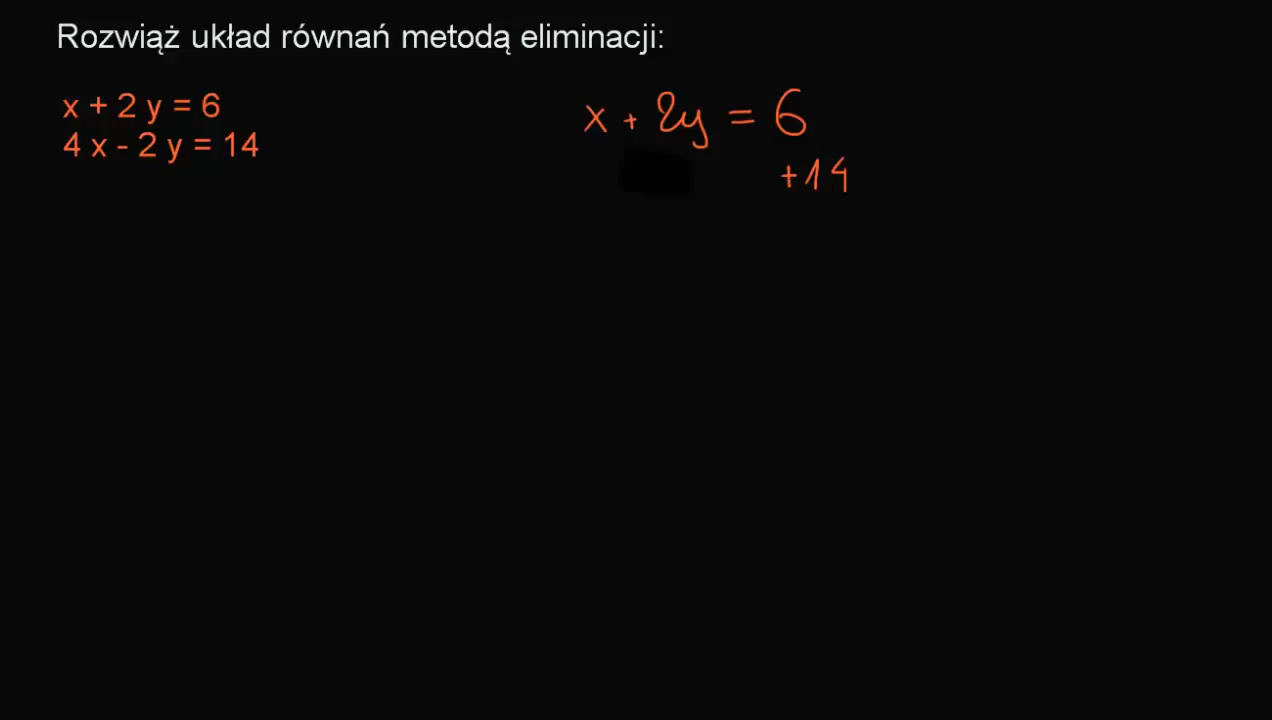 Rozwiąż układ równań metodą eliminacji:
x + 2 y = 6
4 x - 2 y = 14
x + 2y = 6
+14